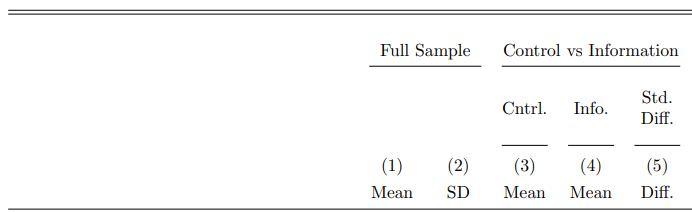 Full Sample Control vs Information
Std.
Cntrl. Info. Diff.
(1) (2) (3) (4) (5)
Mean SD Mean Mean Diff.